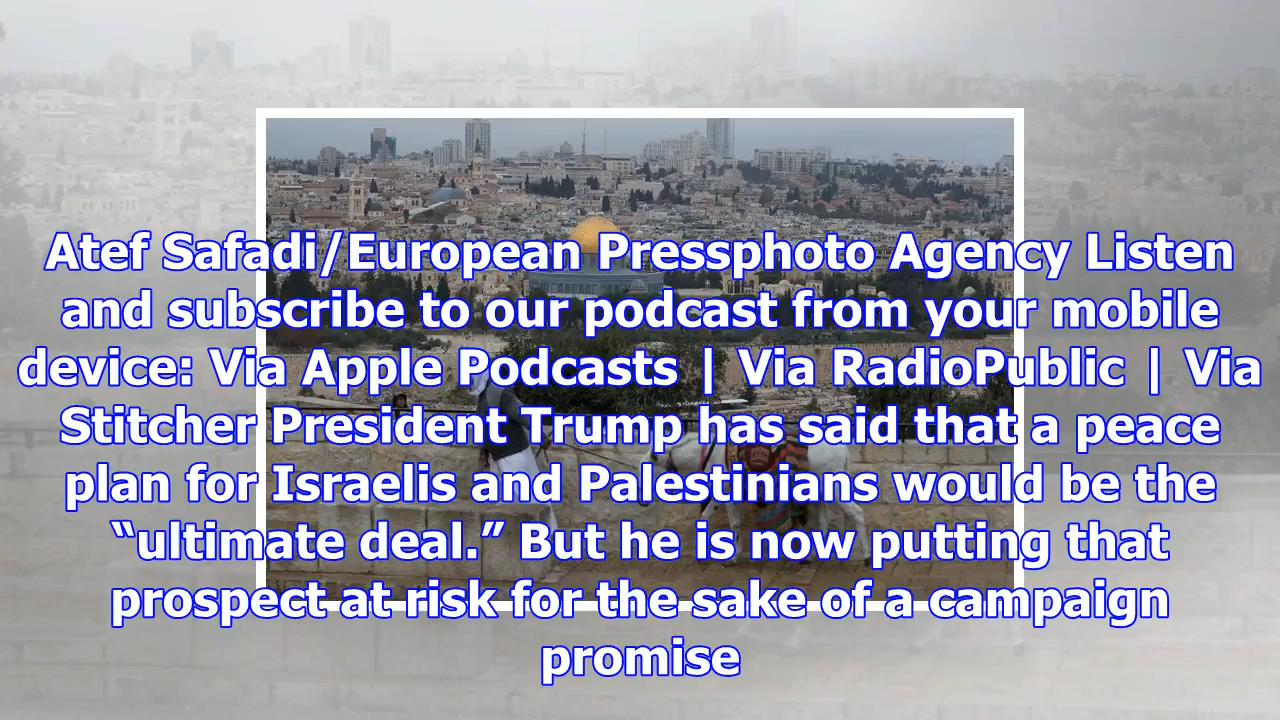 Atef Safadi/European Pressphoto Agency Listen
and subscribe to our podcast from your mobile
device: Via Apple Podcasts | Via RadioPublic | Via
Stitcher President Trump has said that a peace
plan for Israelis and Palestinians would be the
“ultimate deal.” But he is now putting that
prospect at risk for the sake of a campaign
promise